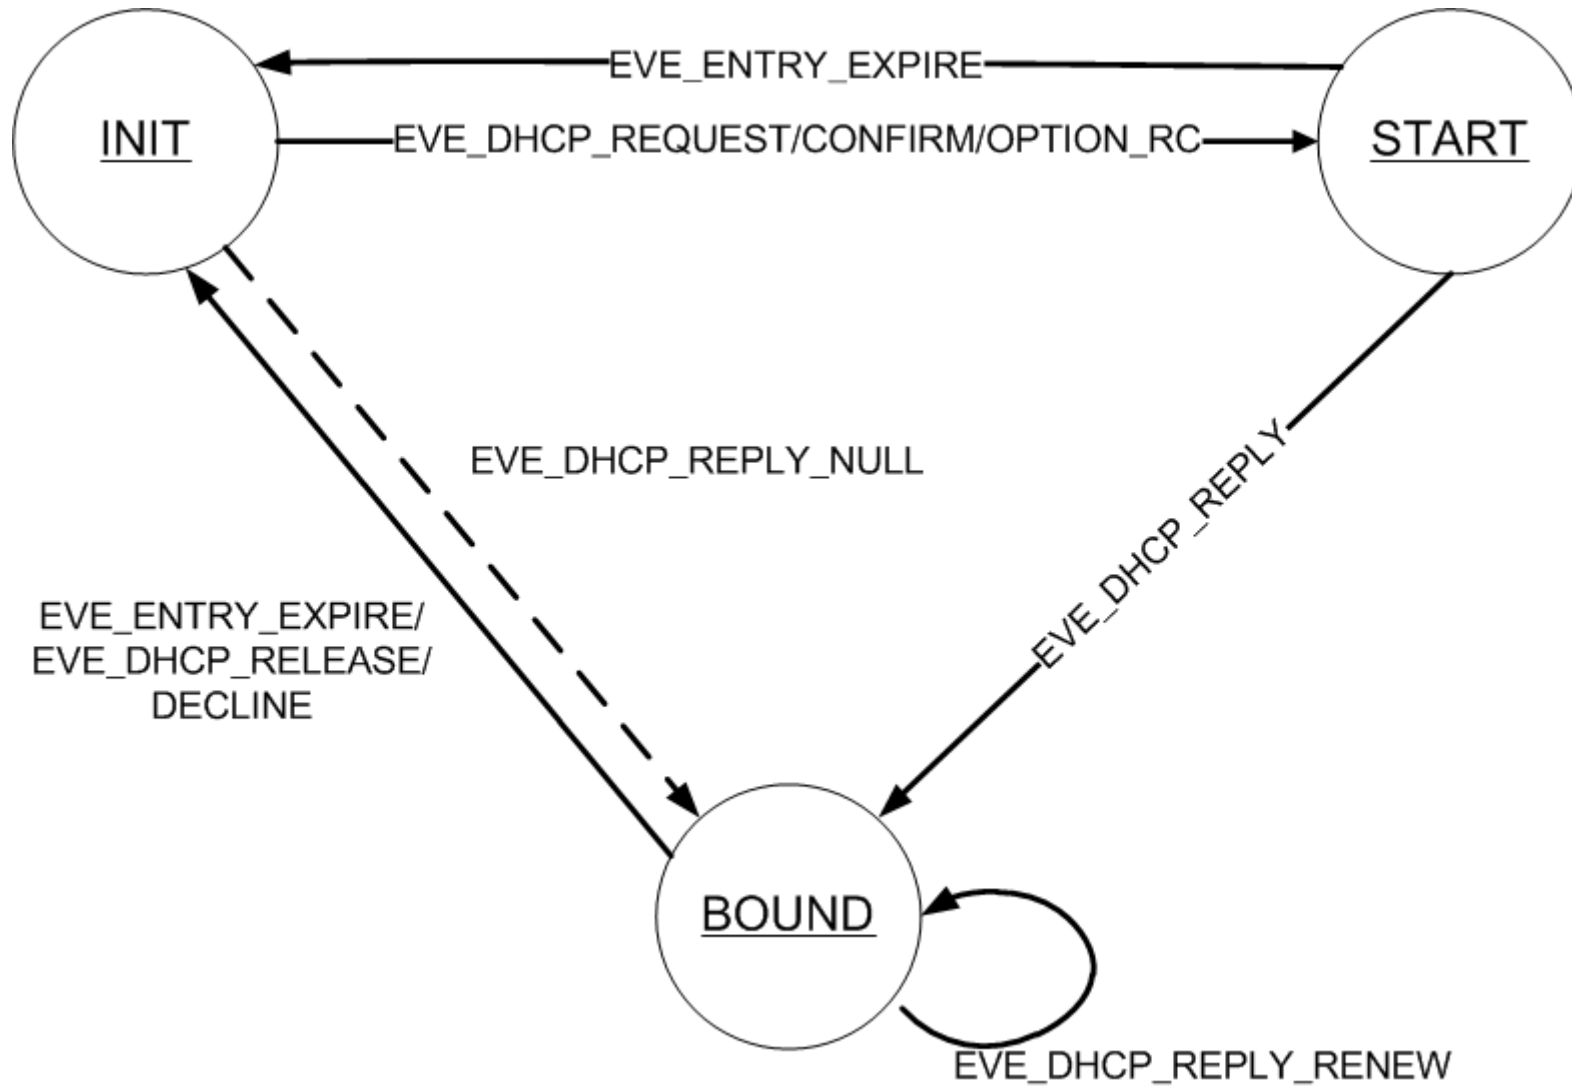 EVE_ENTRY_EXPIRE
INIT
EVE_DHCP_REQUEST/CONFIRM/OPTION_RC
START
EVE_DHCP_REPLY_NULL
EVE_DHCP_REPLY
EVE_ENTRY_EXPIRE/
EVE_DHCP_RELEASE/
DECLINE
BOUND
EVE_DHCP_REPLY_RENEW